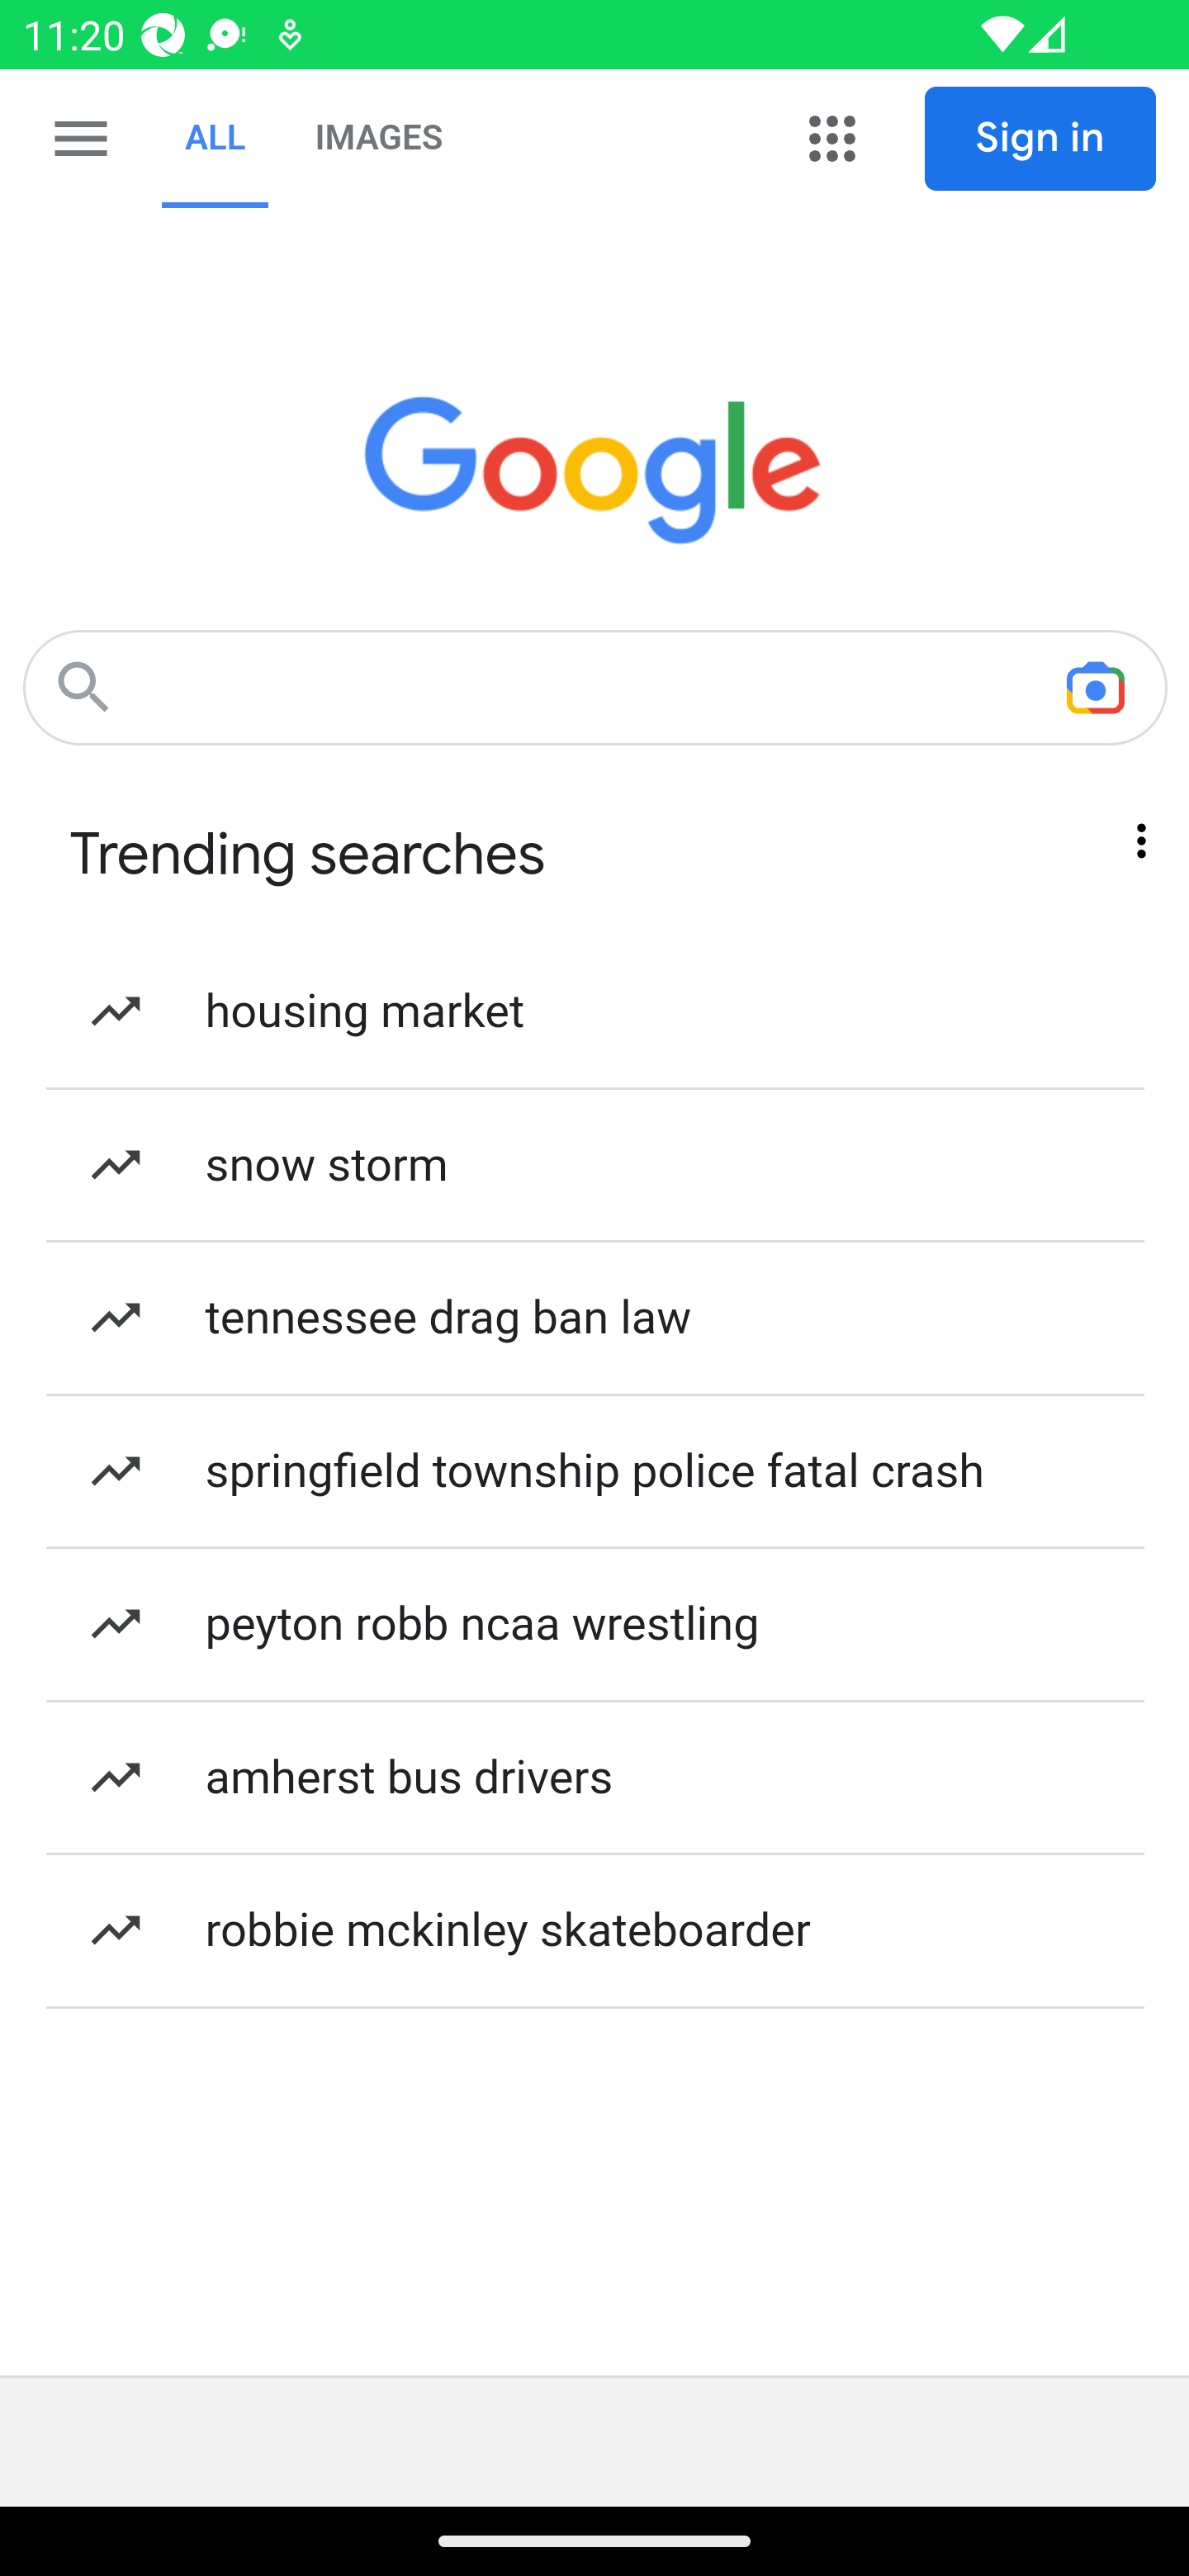 11:20
ALL IMAGES Sign in
Google
Trending searches
housing market
snow storm
tennessee drag ban law
springfield township police fatal crash
peyton robb ncaa wrestling
amherst bus drivers
robbie mckinley skateboarder